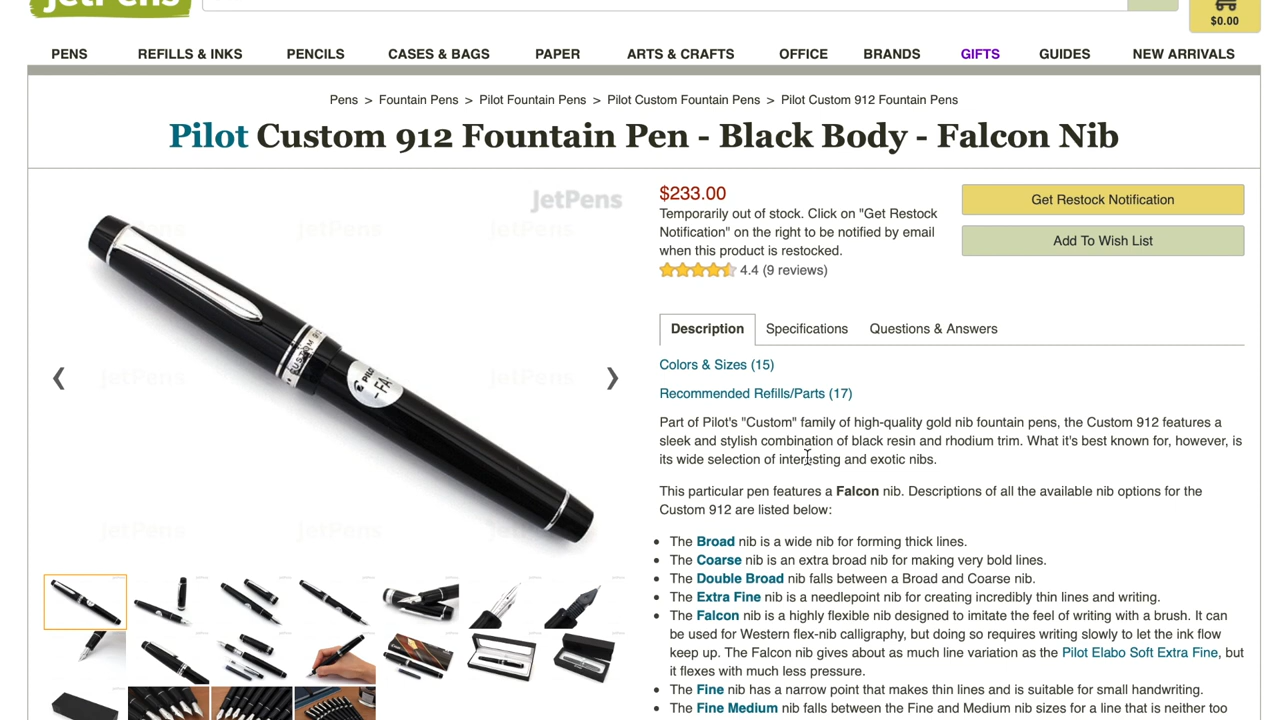 JetPens
$0.00
PENS REFILLS & INKS PENCILS CASES & BAGS PAPER ARTS & CRAFTS OFFICE BRANDS GIFTS GUIDES NEW ARRIVALS
Pens > Fountain Pens > Pilot Fountain Pens > Pilot Custom Fountain Pens > Pilot Custom 912 Fountain Pens
Pilot Custom 912 Fountain Pen - Black Body - Falcon Nib
JetPens
$233.00
Temporarily out of stock. Click on "Get Restock
Notification" on the right to be notified by email
when this product is restocked.
4.4 (9 reviews)
Get Restock Notification
Add To Wish List
Description Specifications Questions & Answers
Colors & Sizes (15)
Recommended Refills/Parts (17)
Part of Pilot's "Custom" family of high-quality gold nib fountain pens, the Custom 912 features a
sleek and stylish combination of black resin and rhodium trim. What it's best known for, however, is
its wide selection of interesting and exotic nibs.
This particular pen features a Falcon nib. Descriptions of all the available nib options for the
Custom 912 are listed below:
The Broad nib is a wide nib for forming thick lines.
The Coarse nib is an extra broad nib for making very bold lines.
The Double Broad nib falls between a Broad and Coarse nib.
The Extra Fine nib is a needlepoint nib for creating incredibly thin lines and writing.
The Falcon nib is a highly flexible nib designed to imitate the feel of writing with a brush. It can
be used for Western flex-nib calligraphy, but doing so requires writing slowly to let the ink flow
keep up. The Falcon nib gives about as much line variation as the Pilot Elabo Soft Extra Fine, but
it flexes with much less pressure.
The Fine nib has a narrow point that makes thin lines and is suitable for small handwriting.
The Fine Medium nib falls between the Fine and Medium nib sizes for a line that is neither too
CUSTOM 912
PILOT
-FA-